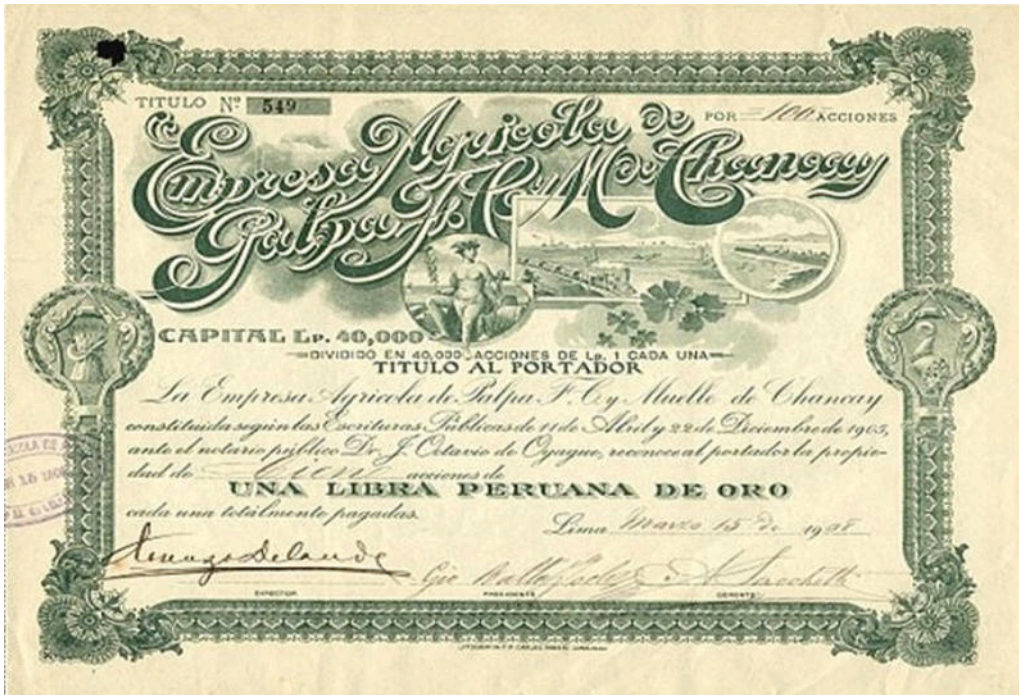 TITULO Nº 549
POR 100 ACCIONES
Empresa Agricola de
Palpa F. C. y M. de Chancay
CAPITAL Lp. 40,000
DIVIDIDO EN 40,000 ACCIONES DE Lp. 1 CADA UNA
TITULO AL PORTADOR
La Empresa Agricola de Palpa F. C. y Muelle de Chancay
constituida según las Escrituras Públicas de 11 de Abril y 22 de Diciembre de 1903,
ante el notario público Dr. J. Octavio de Oyague, reconoce al portador la propie-
dad de Cien acciones de
UNA LIBRA PERUANA DE ORO
cada una totalmente pagadas.
Lima, Marzo 15 de 1908
DIRECTOR
PRESIDENTE
GERENTE